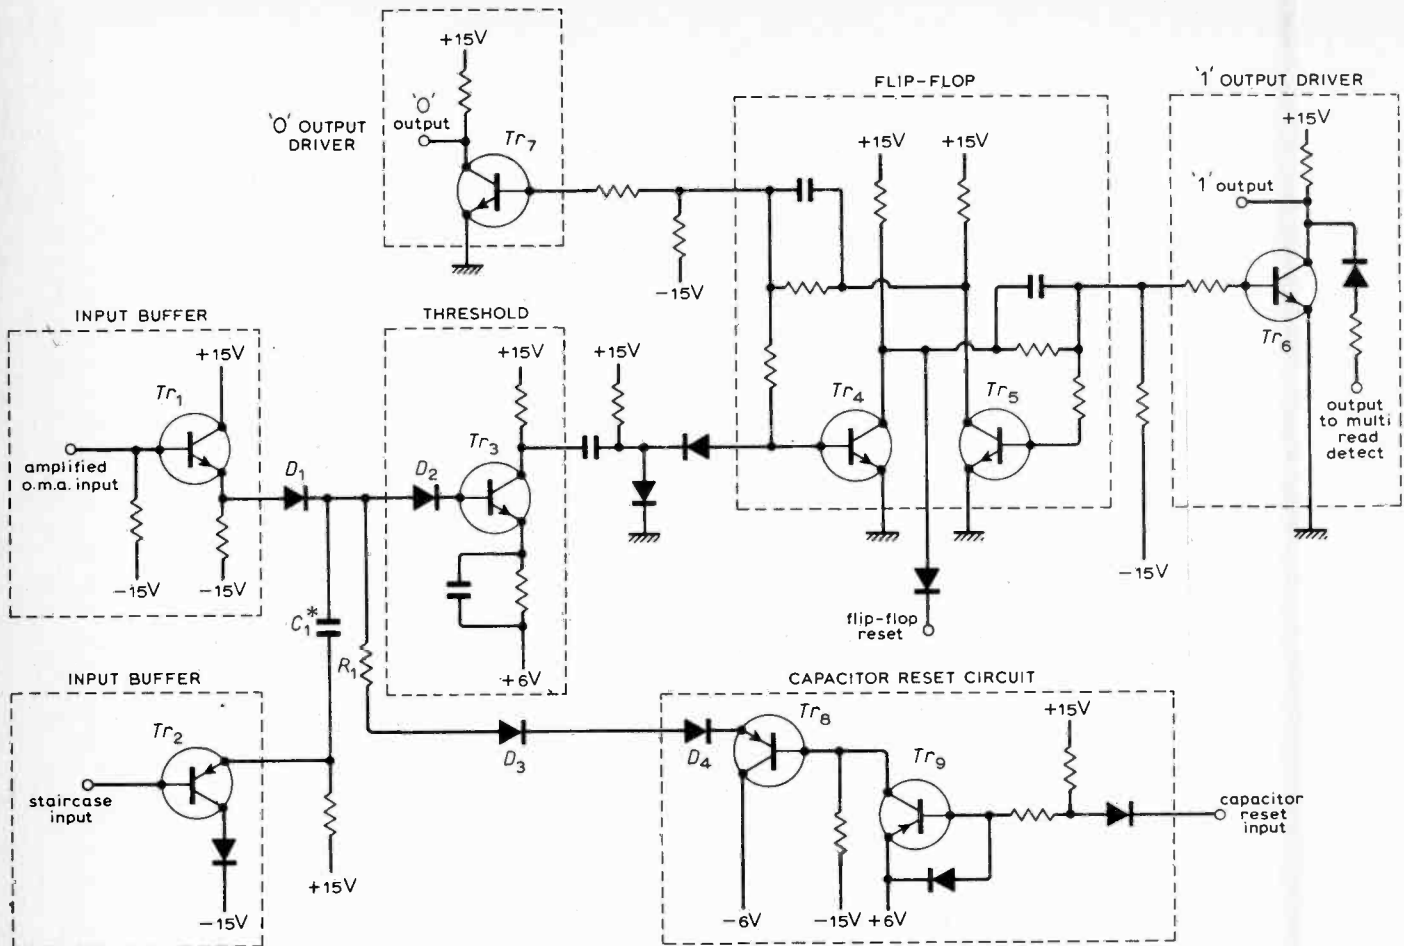 +15V
'0'
output
'0' OUTPUT
DRIVER
Tr7
-15V
FLIP-FLOP
+15V
+15V
Tr4
Tr5
'1' OUTPUT DRIVER
+15V
'1' output
Tr6
output
to multi
read
detect
-15V
INPUT BUFFER
+15V
Tr1
amplified
o.m.a. input
-15V
-15V
D1
THRESHOLD
+15V
+15V
D2
Tr3
+6V
C1*
R1
flip-flop
reset
INPUT BUFFER
Tr2
staircase
input
-15V
+15V
D3
CAPACITOR RESET CIRCUIT
D4
Tr8
Tr9
+15V
capacitor
reset
input
-6V
-15V
+6V